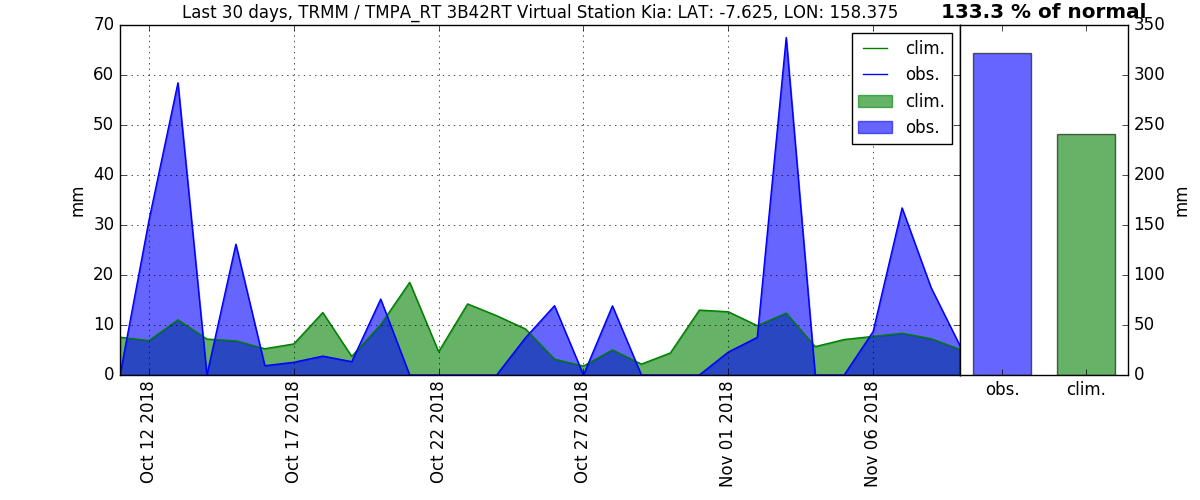 Last 30 days, TRMM / TMPA_RT 3B42RT Virtual Station Kia: LAT: -7.625, LON: 158.375
133.3 % of normal
70
60
50
40
30
20
10
0
mm
clim.
obs.
clim.
obs.
350
300
250
200
150
100
50
0
mm
Oct 12 2018
Oct 17 2018
Oct 22 2018
Oct 27 2018
Nov 01 2018
Nov 06 2018
obs.
clim.